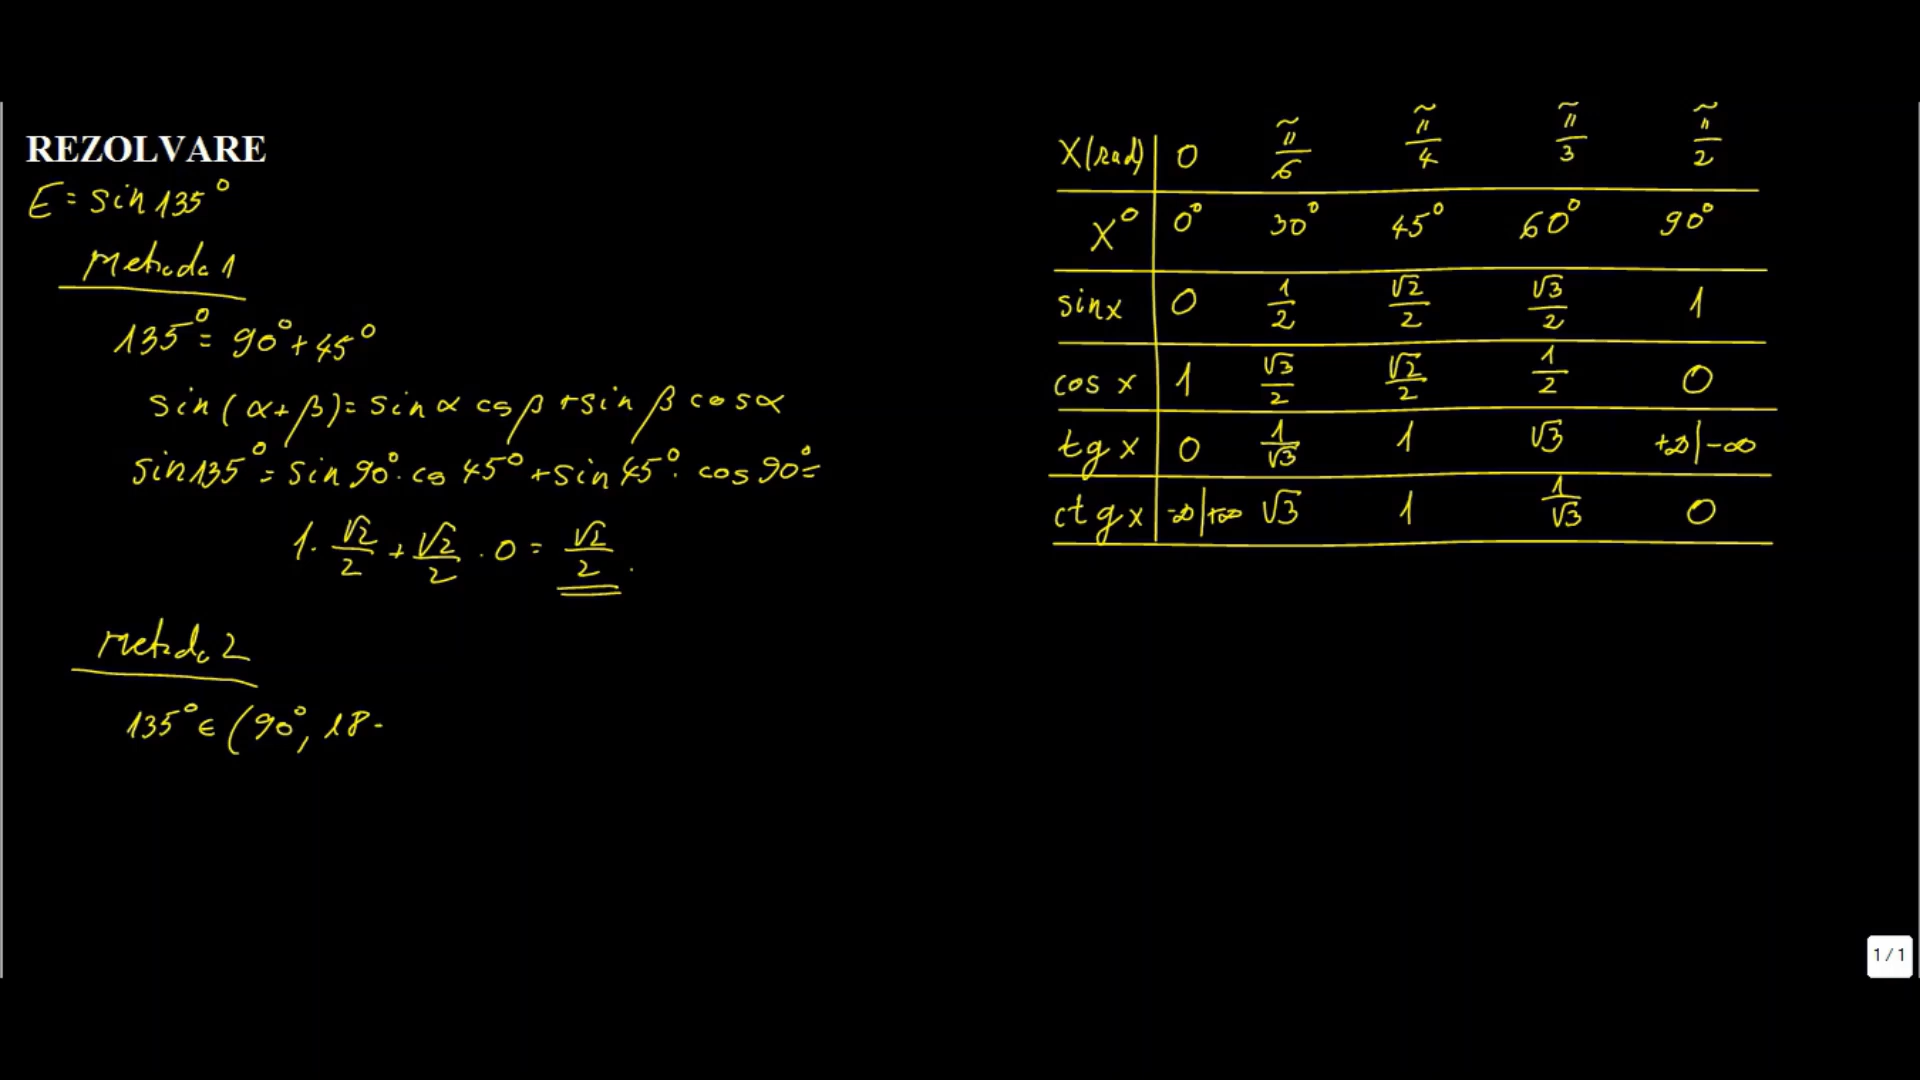 REZOLVARE
E = sin 135°
Metoda 1
135° = 90° + 45°
sin(α+β) = sin α cos β + sin β cos α
sin 135° = sin 90° · cos 45° + sin 45° · cos 90° =
1 · √2/2 + √2/2 · 0 = √2/2 .
Metoda 2
135° ∈ (90°, 18
X(rad) | 0 π/6 π/4 π/3 π/2
X° | 0° 30° 45° 60° 90°
sin x | 0 1/2 √2/2 √3/2 1
cos x | 1 √3/2 √2/2 1/2 0
tg x | 0 1/√3 1 √3 +∞|-∞
ctg x | -∞|+∞ √3 1 1/√3 0
1 / 1